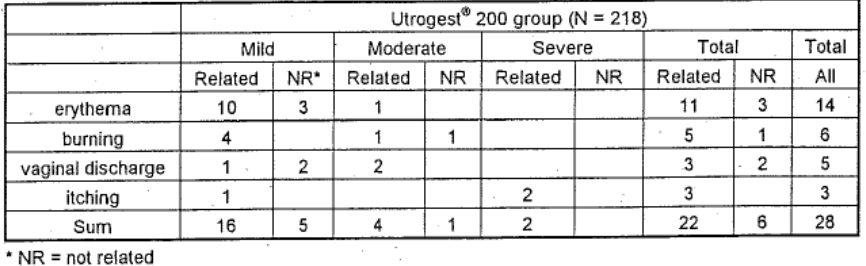 Utrogest® 200 group (N = 218)
Mild Moderate Severe Total Total
Related NR* Related NR Related NR Related NR All
erythema 10 3 1 11 3 14
burning 4 1 1 5 1 6
vaginal discharge 1 2 2 3 2 5
itching 1 2 3 3
Sum 16 5 4 1 2 22 6 28
* NR = not related